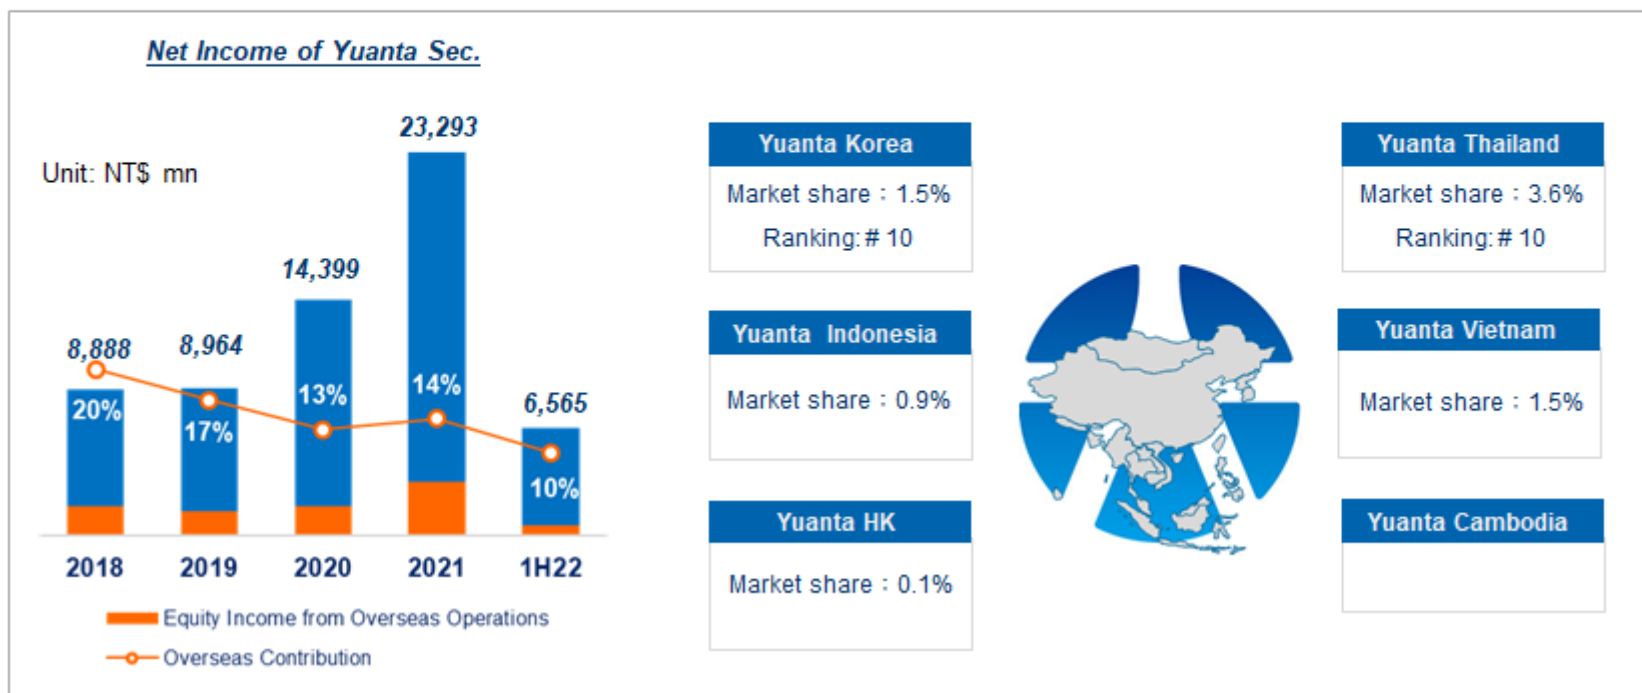 Net Income of Yuanta Sec.
Unit: NT$ mn
8,888
8,964
14,399
23,293
6,565
20%
17%
13%
14%
10%
2018 2019 2020 2021 1H22
Equity Income from Overseas Operations
Overseas Contribution
Yuanta Korea
Market share：1.5%
Ranking:# 10
Yuanta Indonesia
Market share：0.9%
Yuanta HK
Market share：0.1%
Yuanta Thailand
Market share：3.6%
Ranking:# 10
Yuanta Vietnam
Market share：1.5%
Yuanta Cambodia